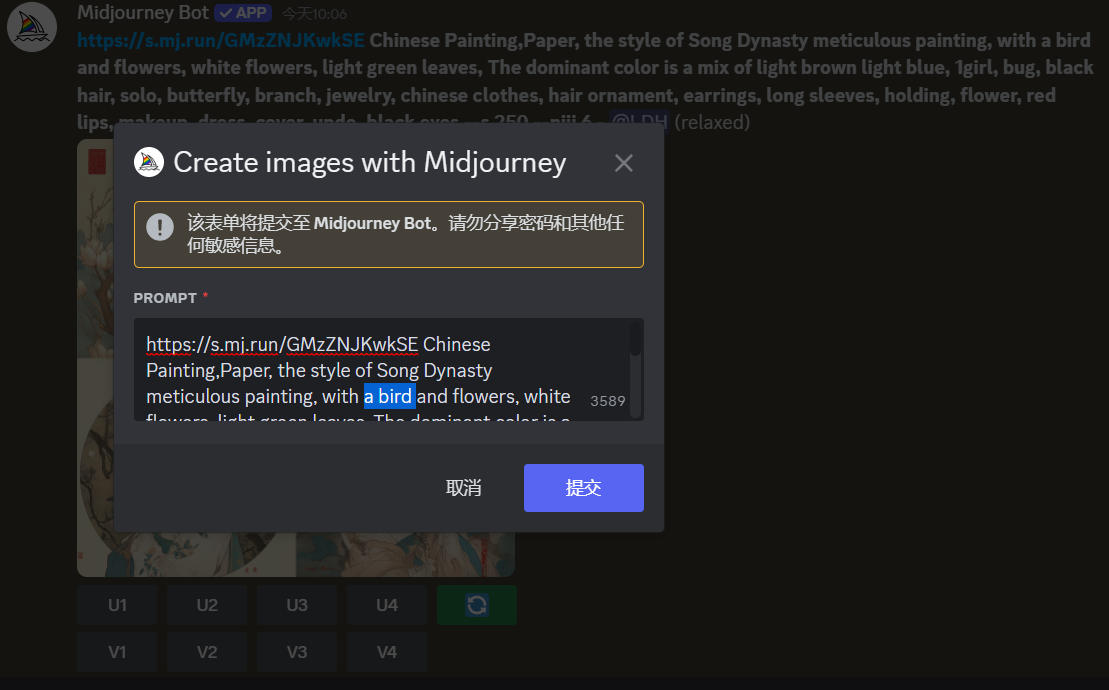 Midjourney Bot ✓ APP 今天10:06
https://s.mj.run/GMzZNJKwkSE Chinese Painting,Paper, the style of Song Dynasty meticulous painting, with a bird
and flowers, white flowers, light green leaves, The dominant color is a mix of light brown light blue, 1girl, bug, black
hair, solo, butterfly, branch, jewelry, chinese clothes, hair ornament, earrings, long sleeves, holding, flower, red
lips, makeup, dress, cover, undo, black eyes --s 250 --niji 6 - @LDH (relaxed)
Create images with Midjourney
该表单将提交至 Midjourney Bot。请勿分享密码和其他任
何敏感信息。
PROMPT *
https://s.mj.run/GMzZNJKwkSE Chinese
Painting,Paper, the style of Song Dynasty
meticulous painting, with a bird and flowers, white
flowers, light green leaves, The dominant color is a
3589
取消 提交
U1 U2 U3 U4
V1 V2 V3 V4